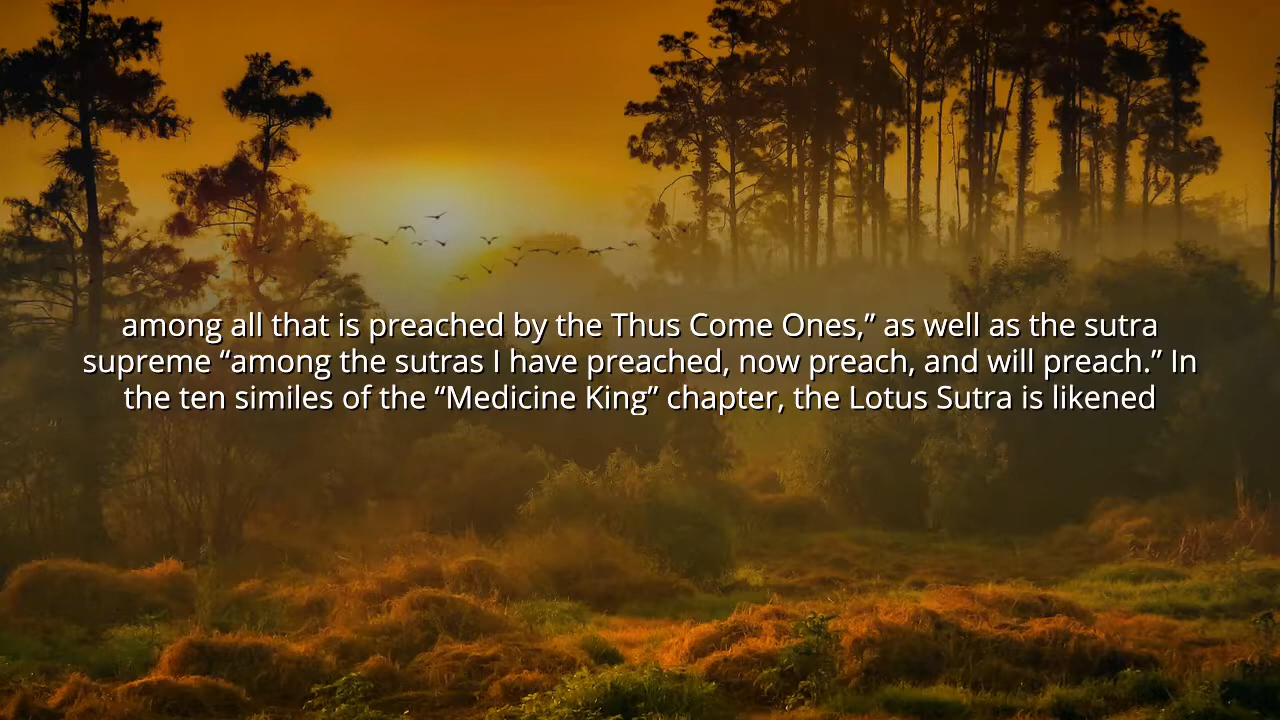 among all that is preached by the Thus Come Ones,” as well as the sutra
supreme “among the sutras I have preached, now preach, and will preach.” In
the ten similes of the “Medicine King” chapter, the Lotus Sutra is likened